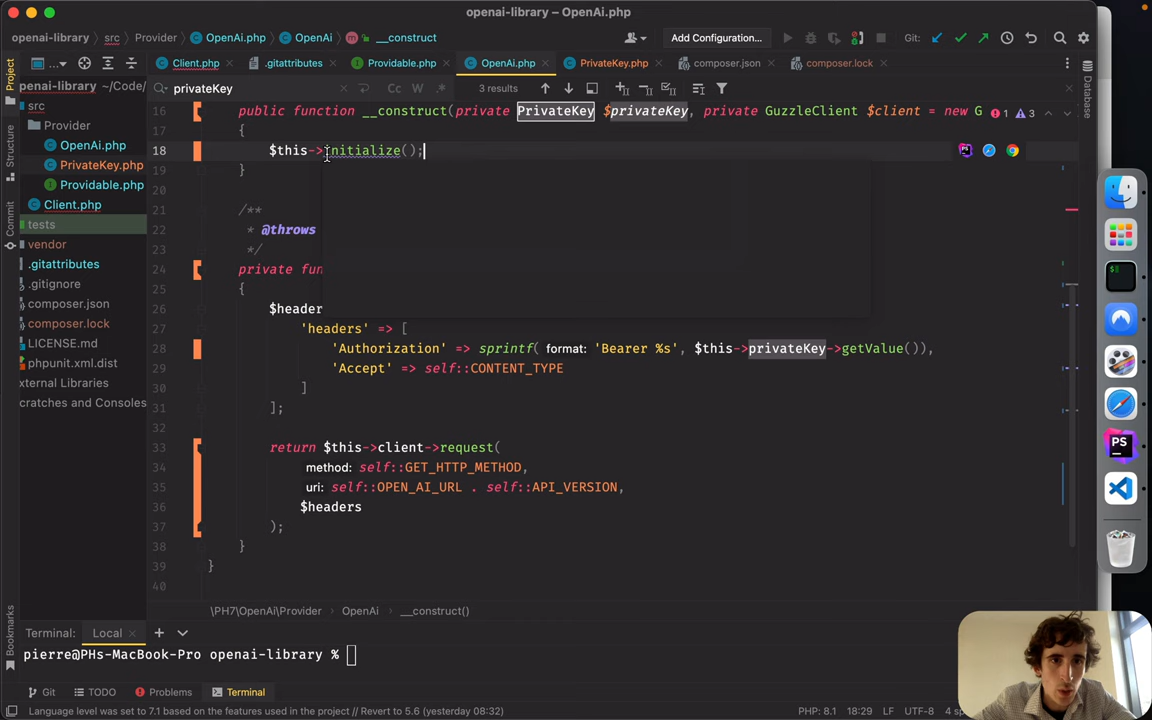 openai-library – OpenAi.php
openai-library src Provider OpenAi.php OpenAi __construct Add Configuration... Git:
Project Client.php .gitattributes Providable.php OpenAi.php PrivateKey.php composer.json composer.lock Database
penai-library ~/Code/ privateKey Cc W .* 3 results
src
Provider
OpenAi.php
PrivateKey.php
Providable.php
Client.php
tests
vendor
.gitattributes
.gitignore
composer.json
composer.lock
LICENSE.md
phpunit.xml.dist
xternal Libraries
cratches and Consoles
Structure
Commit
Bookmarks
16 public function __construct(private PrivateKey $privateKey, private GuzzleClient $client = new G 1 3
17 {
18 $this->initialize();
19 }
20
21 /**
22 * @throws
23 */
24 private fun
25 {
26 $header
27 'headers' => [
28 'Authorization' => sprintf( format: 'Bearer %s', $this->privateKey->getValue()),
29 'Accept' => self::CONTENT_TYPE
30 ]
31 ];
32
33 return $this->client->request(
34 method: self::GET_HTTP_METHOD,
35 uri: self::OPEN_AI_URL . self::API_VERSION,
36 $headers
37 );
38 }
39 }
40
\PH7\OpenAi\Provider OpenAi __construct()
Terminal: Local
pierre@PHs-MacBook-Pro openai-library %
Git TODO Problems Terminal
Language level was set to 7.1 based on the features used in the project // Revert to 5.6 (yesterday 08:32) PHP: 8.1 18:29 LF UTF-8
PS